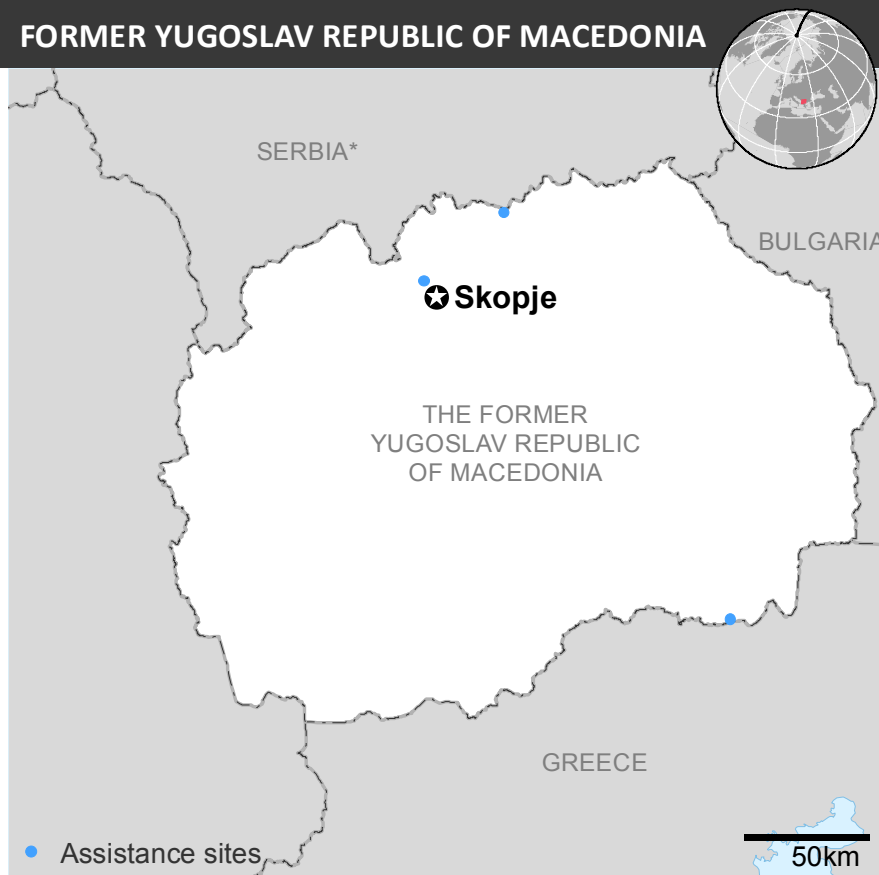 FORMER YUGOSLAV REPUBLIC OF MACEDONIA
SERBIA*
BULGARIA
Skopje
THE FORMER
YUGOSLAV REPUBLIC
OF MACEDONIA
GREECE
Assistance sites
50km